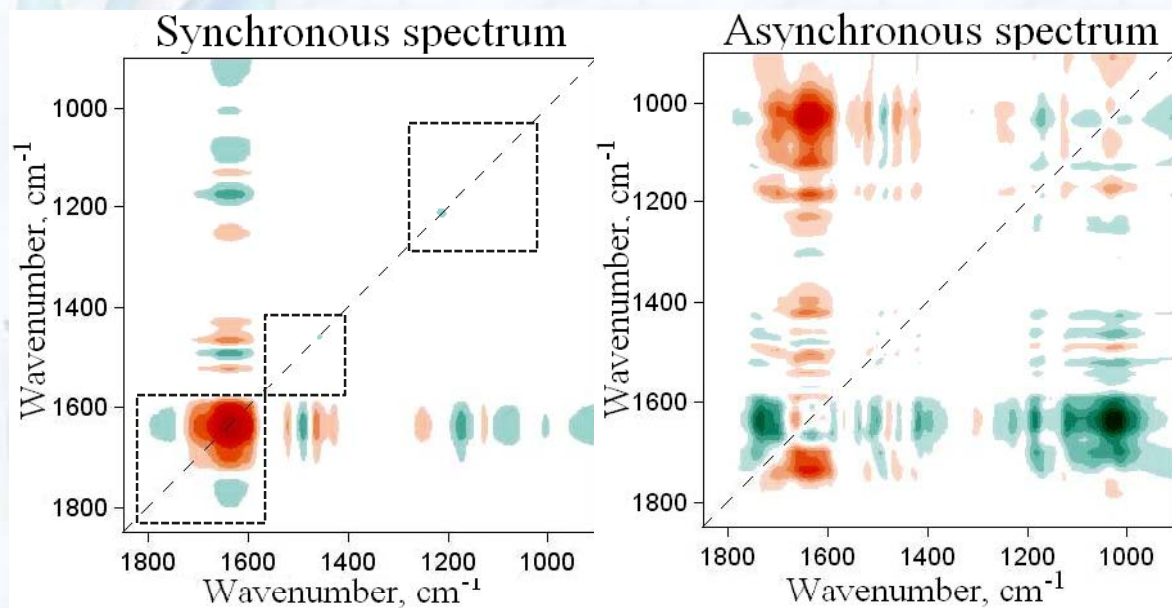 Synchronous spectrum
Wavenumber, cm-1
1000
1200
1400
1600
1800
1800 1600 1400 1200 1000
Wavenumber, cm-1
Asynchronous spectrum
Wavenumber, cm-1
1000
1200
1400
1600
1800
1800 1600 1400 1200 1000
Wavenumber, cm-1